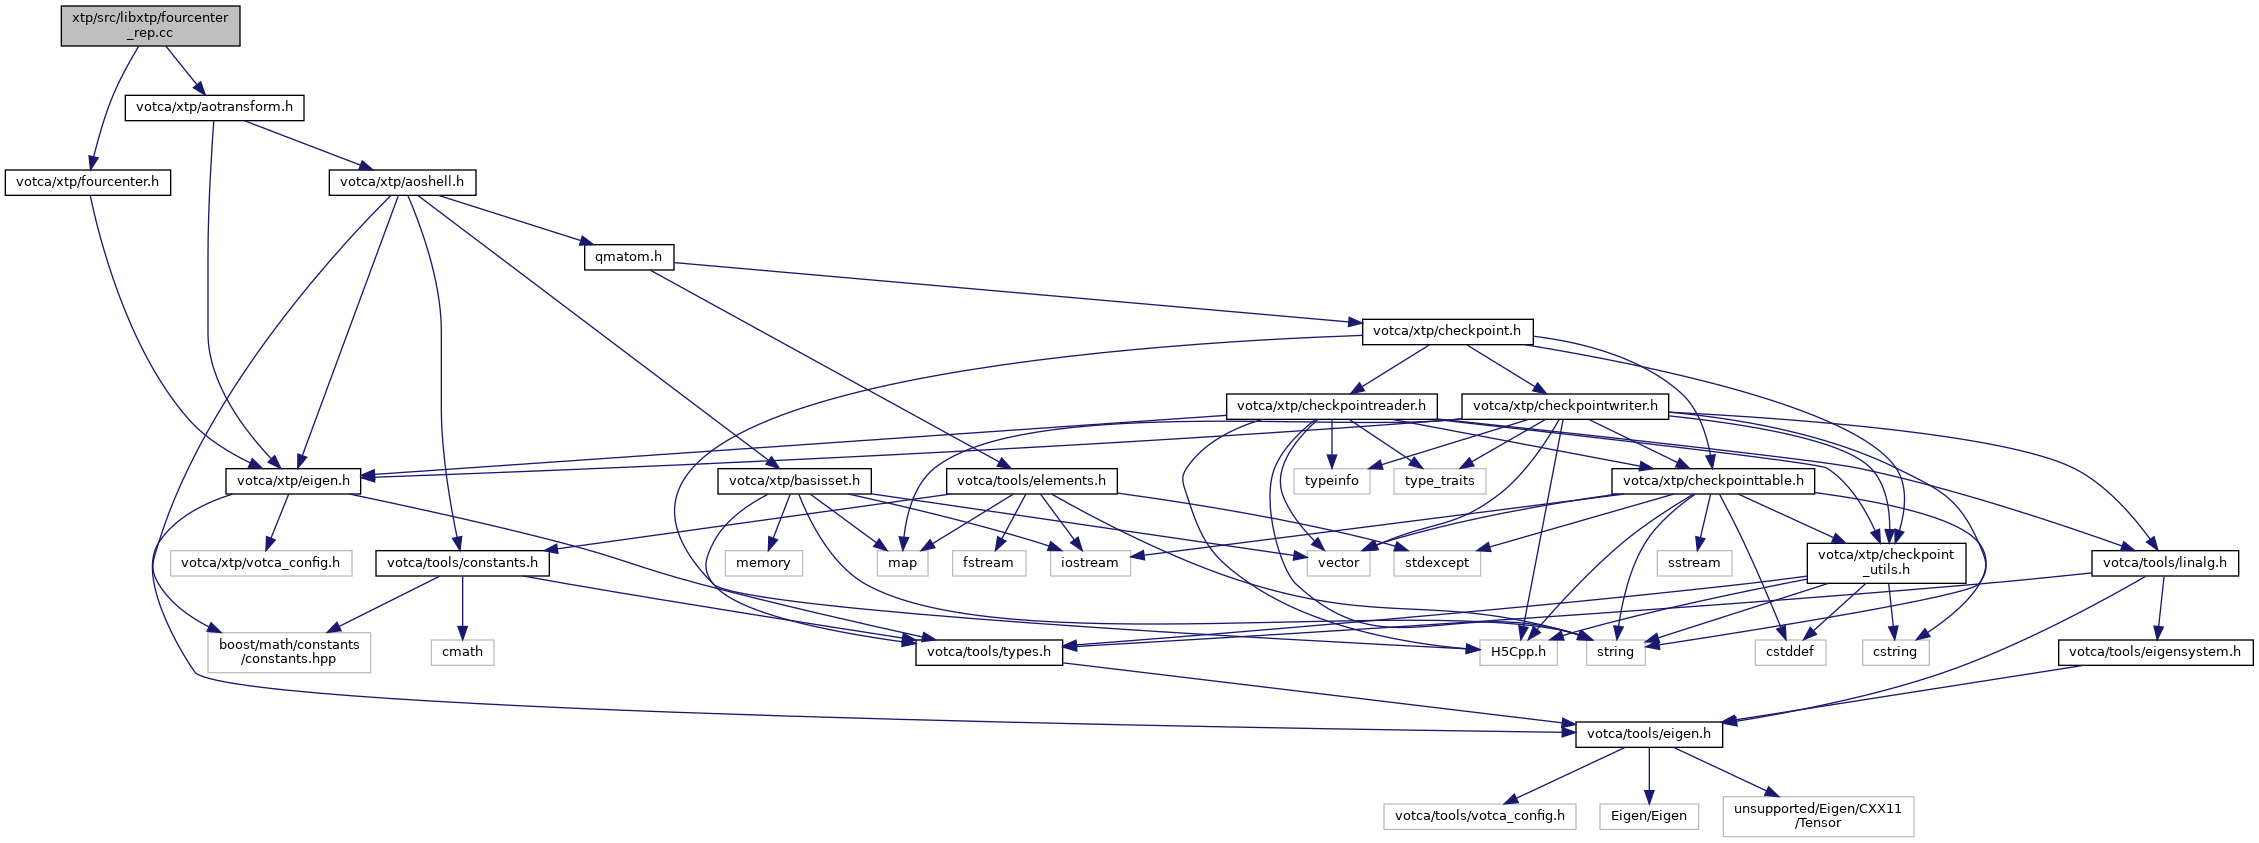 xtp/src/libxtp/fourcenter
_rep.cc
votca/xtp/aotransform.h
votca/xtp/fourcenter.h
votca/xtp/aoshell.h
qmatom.h
votca/xtp/checkpoint.h
votca/xtp/checkpointreader.h
votca/xtp/checkpointwriter.h
votca/xtp/eigen.h
votca/xtp/basisset.h
votca/tools/elements.h
typeinfo
type_traits
votca/xtp/checkpointtable.h
votca/xtp/votca_config.h
votca/tools/constants.h
memory
map
fstream
iostream
vector
stdexcept
sstream
votca/xtp/checkpoint
_utils.h
votca/tools/linalg.h
boost/math/constants
/constants.hpp
cmath
votca/tools/types.h
H5Cpp.h
string
cstddef
cstring
votca/tools/eigensystem.h
votca/tools/eigen.h
votca/tools/votca_config.h
Eigen/Eigen
unsupported/Eigen/CXX11
/Tensor